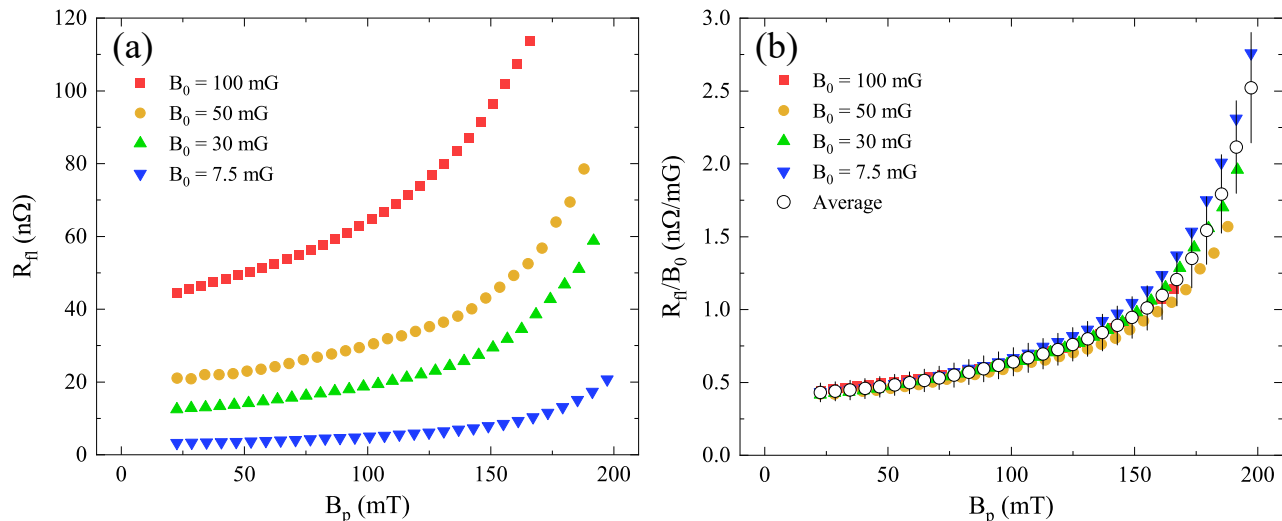 (a)
B₀ = 100 mG
B₀ = 50 mG
B₀ = 30 mG
B₀ = 7.5 mG
R_fl (nΩ)
120
100
80
60
40
20
0
0 50 100 150 200
B_p (mT)
(b)
B₀ = 100 mG
B₀ = 50 mG
B₀ = 30 mG
B₀ = 7.5 mG
Average
R_fl/B₀ (nΩ/mG)
3.0
2.5
2.0
1.5
1.0
0.5
0.0
0 50 100 150 200
B_p (mT)